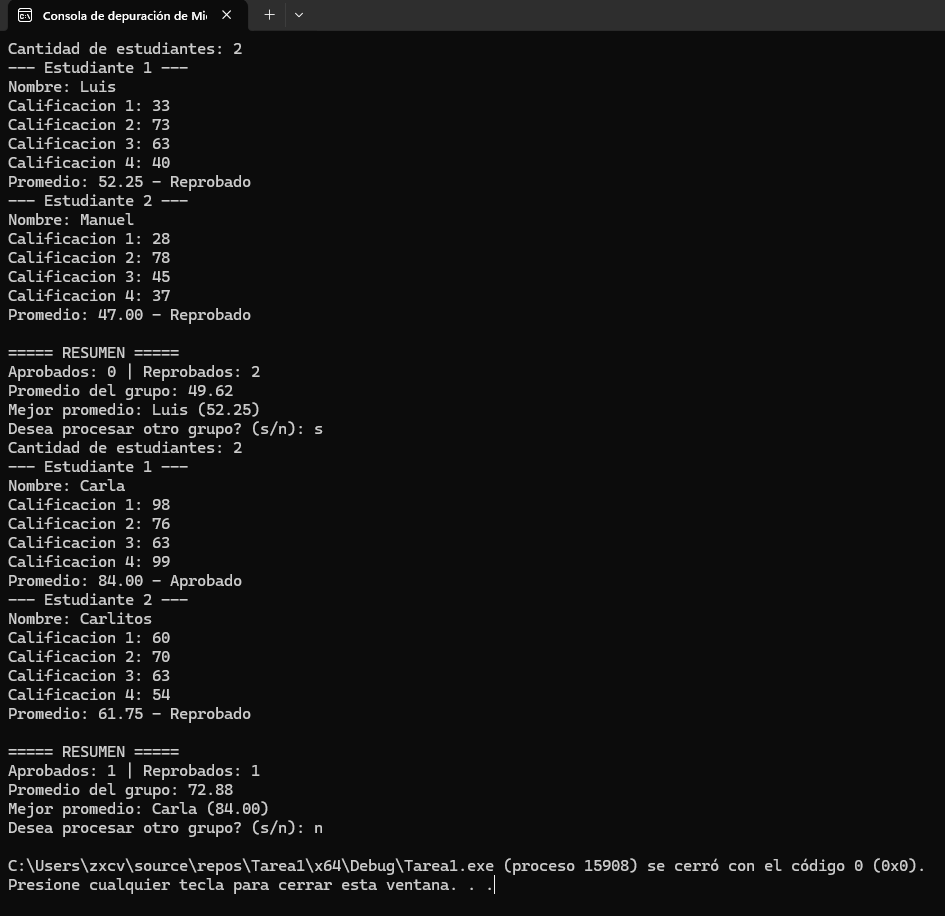 Consola de depuración de Mi
Cantidad de estudiantes: 2
--- Estudiante 1 ---
Nombre: Luis
Calificacion 1: 33
Calificacion 2: 73
Calificacion 3: 63
Calificacion 4: 40
Promedio: 52.25 - Reprobado
--- Estudiante 2 ---
Nombre: Manuel
Calificacion 1: 28
Calificacion 2: 78
Calificacion 3: 45
Calificacion 4: 37
Promedio: 47.00 - Reprobado
===== RESUMEN =====
Aprobados: 0 | Reprobados: 2
Promedio del grupo: 49.62
Mejor promedio: Luis (52.25)
Desea procesar otro grupo? (s/n): s
Cantidad de estudiantes: 2
--- Estudiante 1 ---
Nombre: Carla
Calificacion 1: 98
Calificacion 2: 76
Calificacion 3: 63
Calificacion 4: 99
Promedio: 84.00 - Aprobado
--- Estudiante 2 ---
Nombre: Carlitos
Calificacion 1: 60
Calificacion 2: 70
Calificacion 3: 63
Calificacion 4: 54
Promedio: 61.75 - Reprobado
===== RESUMEN =====
Aprobados: 1 | Reprobados: 1
Promedio del grupo: 72.88
Mejor promedio: Carla (84.00)
Desea procesar otro grupo? (s/n): n
C:\Users\zxcv\source\repos\Tarea1\x64\Debug\Tarea1.exe (proceso 15908) se cerró con el código 0 (0x0).
Presione cualquier tecla para cerrar esta ventana. . .